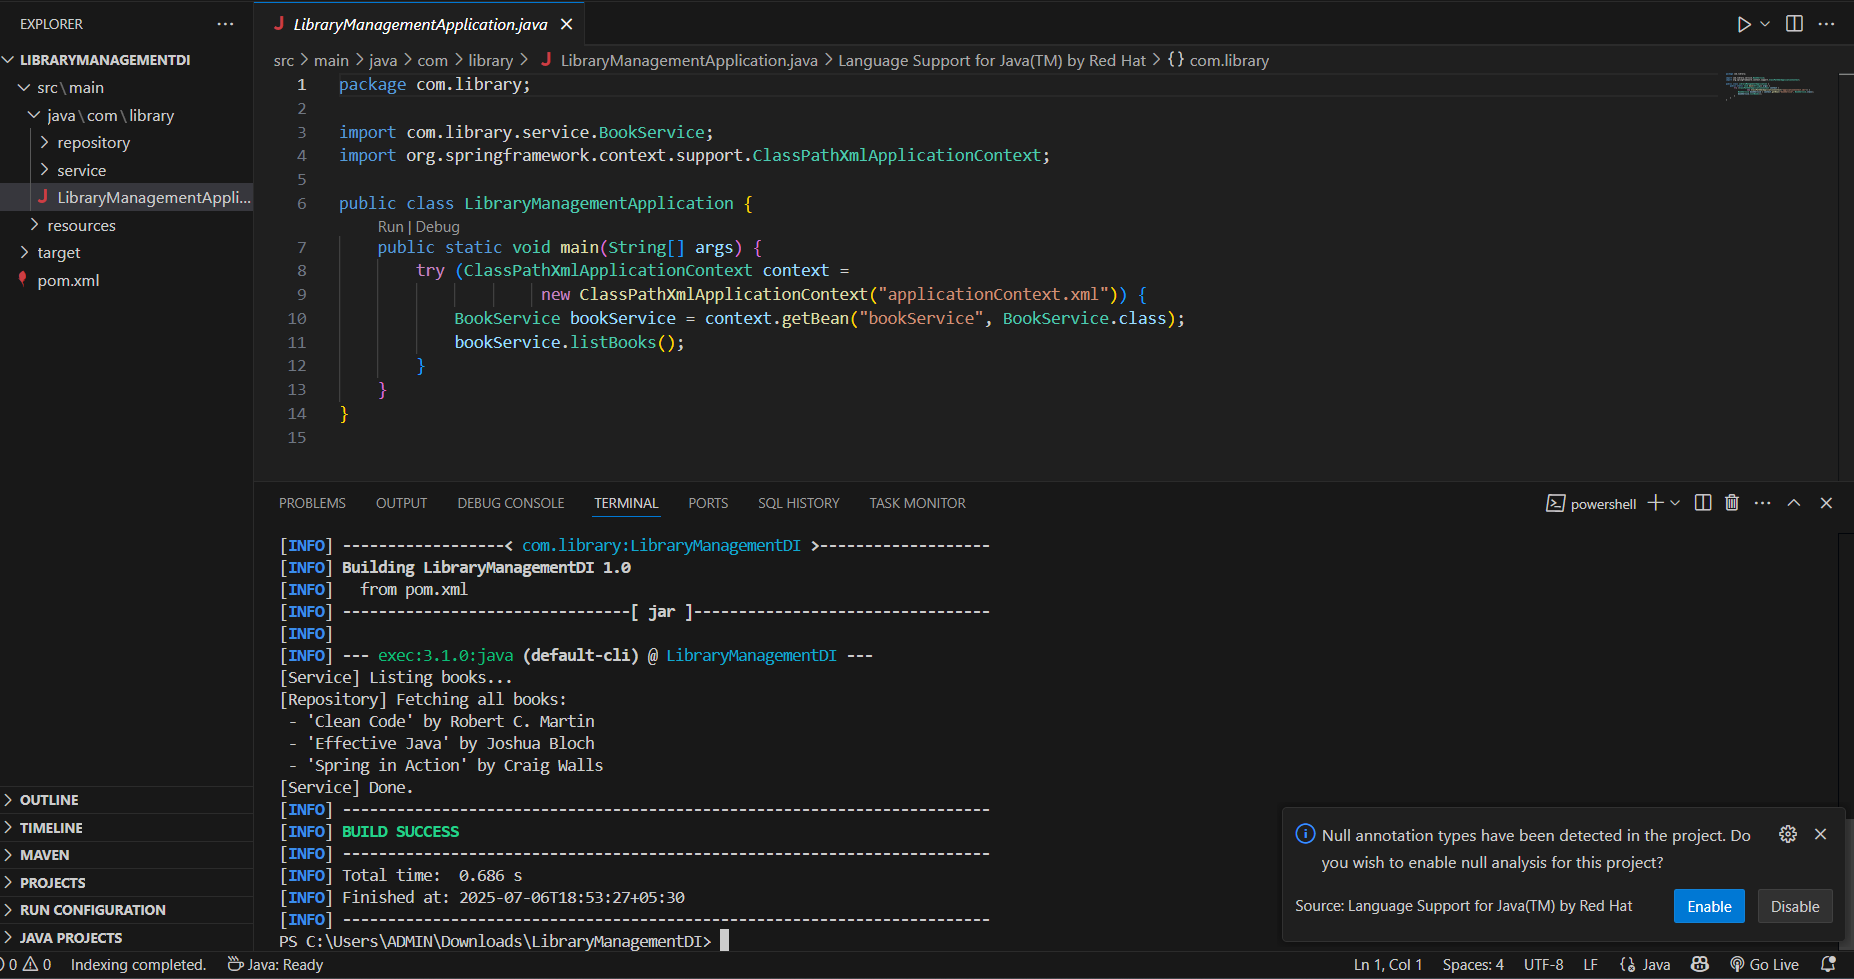 EXPLORER
LIBRARYMANAGEMENTDI
src\main
java\com\library
repository
service
J LibraryManagementAppli...
resources
target
pom.xml
OUTLINE
TIMELINE
MAVEN
PROJECTS
RUN CONFIGURATION
JAVA PROJECTS
J LibraryManagementApplication.java
src > main > java > com > library > J LibraryManagementApplication.java > Language Support for Java(TM) by Red Hat > {} com.library
1 package com.library;
2
3 import com.library.service.BookService;
4 import org.springframework.context.support.ClassPathXmlApplicationContext;
5
6 public class LibraryManagementApplication {
Run | Debug
7 public static void main(String[] args) {
8 try (ClassPathXmlApplicationContext context =
9 new ClassPathXmlApplicationContext("applicationContext.xml")) {
10 BookService bookService = context.getBean("bookService", BookService.class);
11 bookService.listBooks();
12 }
13 }
14 }
15
PROBLEMS OUTPUT DEBUG CONSOLE TERMINAL PORTS SQL HISTORY TASK MONITOR powershell
[INFO] ------------------< com.library:LibraryManagementDI >-------------------
[INFO] Building LibraryManagementDI 1.0
[INFO]   from pom.xml
[INFO] --------------------------------[ jar ]---------------------------------
[INFO]
[INFO] --- exec:3.1.0:java (default-cli) @ LibraryManagementDI ---
[Service] Listing books...
[Repository] Fetching all books:
- 'Clean Code' by Robert C. Martin
- 'Effective Java' by Joshua Bloch
- 'Spring in Action' by Craig Walls
[Service] Done.
[INFO] ------------------------------------------------------------------------
[INFO] BUILD SUCCESS
[INFO] ------------------------------------------------------------------------
[INFO] Total time:  0.686 s
[INFO] Finished at: 2025-07-06T18:53:27+05:30
[INFO] ------------------------------------------------------------------------
PS C:\Users\ADMIN\Downloads\LibraryManagementDI>
Null annotation types have been detected in the project. Do
you wish to enable null analysis for this project?
Source: Language Support for Java(TM) by Red Hat
Enable
Disable
0 0 Indexing completed. Java: Ready Ln 1, Col 1 Spaces: 4 UTF-8 LF Java Go Live